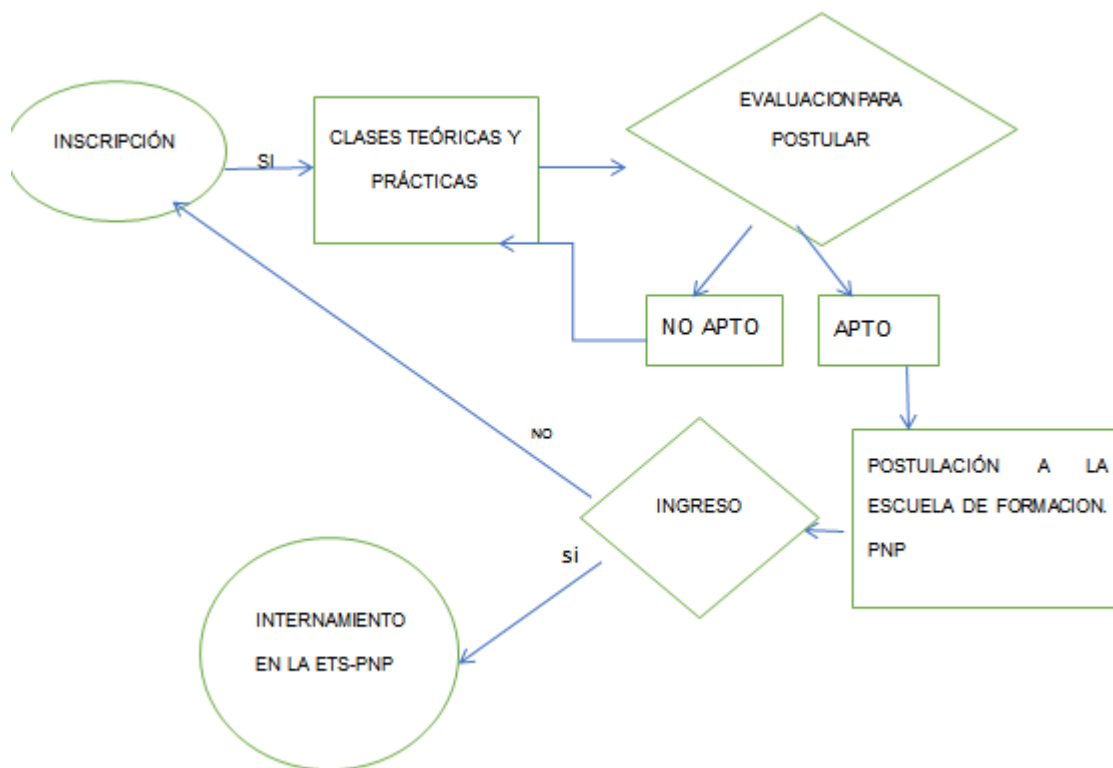 INSCRIPCIÓN
SI
CLASES TEÓRICAS Y
PRÁCTICAS
EVALUACION PARA
POSTULAR
NO APTO
APTO
POSTULACIÓN A LA
ESCUELA DE FORMACION.
PNP
INGRESO
NO
si
INTERNAMIENTO
EN LA ETS-PNP